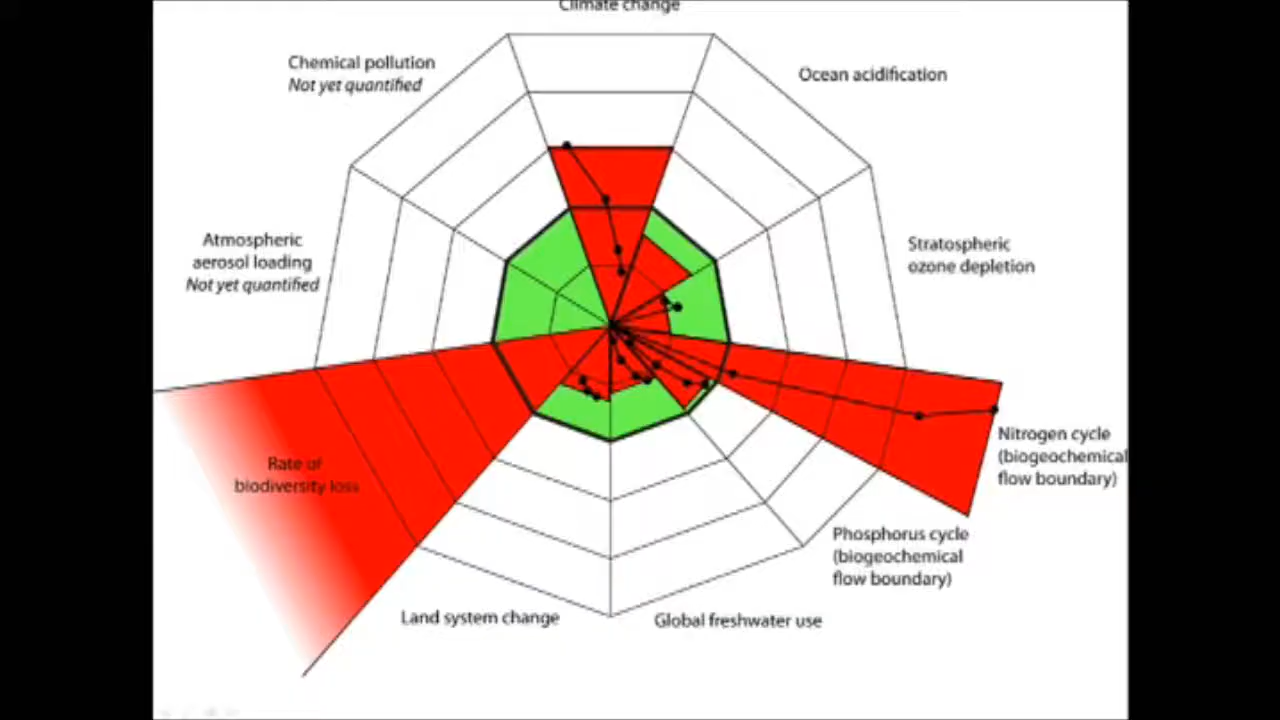 Climate change
Chemical pollution
Not yet quantified
Ocean acidification
Atmospheric
aerosol loading
Not yet quantified
Stratospheric
ozone depletion
Rate of
biodiversity loss
Nitrogen cycle
(biogeochemical
flow boundary)
Phosphorus cycle
(biogeochemical
flow boundary)
Land system change
Global freshwater use